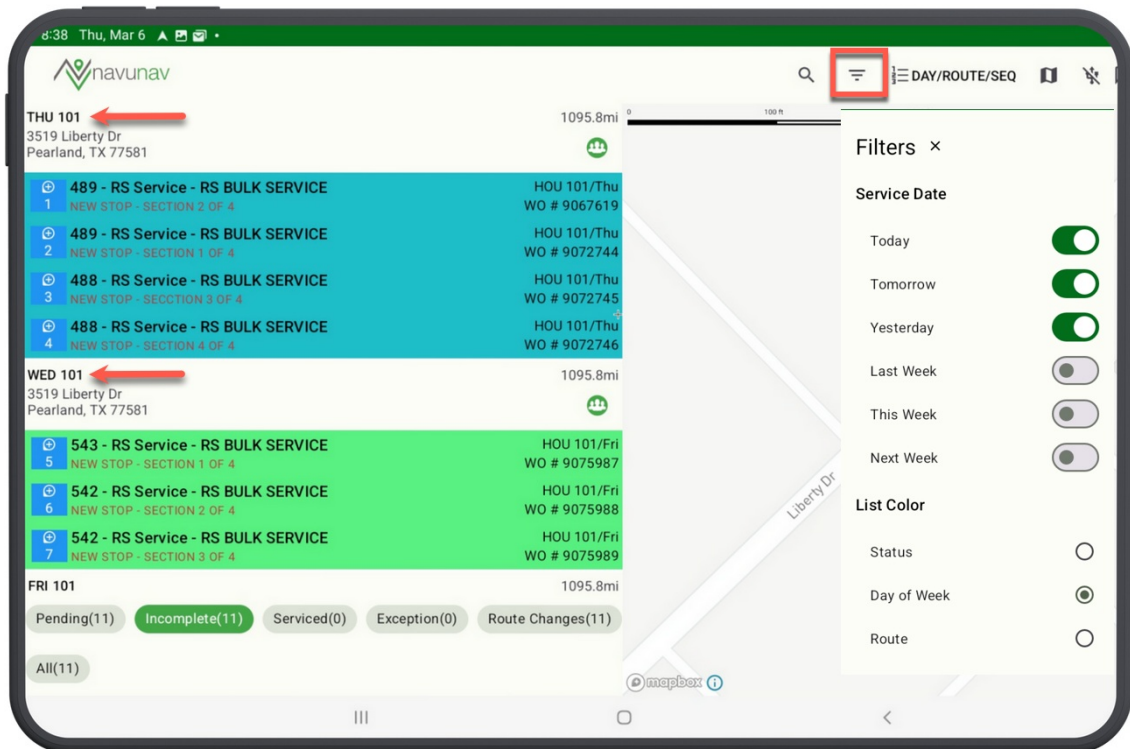 8:38 Thu, Mar 6
navunav
DAY/ROUTE/SEQ
THU 101
1095.8mi
3519 Liberty Dr
Pearland, TX 77581
489 - RS Service - RS BULK SERVICE
HOU 101/Thu
1
NEW STOP - SECTION 2 OF 4
WO # 9067619
489 - RS Service - RS BULK SERVICE
HOU 101/Thu
2
NEW STOP - SECTION 1 OF 4
WO # 9072744
488 - RS Service - RS BULK SERVICE
HOU 101/Thu
3
NEW STOP - SECCTION 3 OF 4
WO # 9072745
488 - RS Service - RS BULK SERVICE
HOU 101/Thu
4
NEW STOP - SECTION 4 OF 4
WO # 9072746
WED 101
1095.8mi
3519 Liberty Dr
Pearland, TX 77581
543 - RS Service - RS BULK SERVICE
HOU 101/Fri
5
NEW STOP - SECTION 1 OF 4
WO # 9075987
542 - RS Service - RS BULK SERVICE
HOU 101/Fri
6
NEW STOP - SECTION 2 OF 4
WO # 9075988
542 - RS Service - RS BULK SERVICE
HOU 101/Fri
7
NEW STOP - SECTION 3 OF 4
WO # 9075989
FRI 101
1095.8mi
Pending(11)
Incomplete(11)
Serviced(0)
Exception(0)
Route Changes(11)
All(11)
0
100 ft
Liberty Dr
mapbox
Filters ×
Service Date
Today
Tomorrow
Yesterday
Last Week
This Week
Next Week
List Color
Status
Day of Week
Route